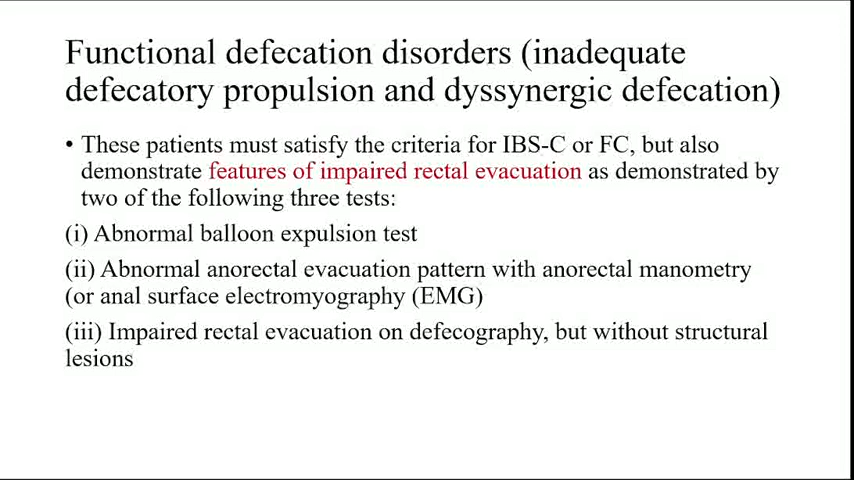 Functional defecation disorders (inadequate
defecatory propulsion and dyssynergic defecation)
• These patients must satisfy the criteria for IBS-C or FC, but also
demonstrate features of impaired rectal evacuation as demonstrated by
two of the following three tests:
(i) Abnormal balloon expulsion test
(ii) Abnormal anorectal evacuation pattern with anorectal manometry
(or anal surface electromyography (EMG)
(iii) Impaired rectal evacuation on defecography, but without structural
lesions